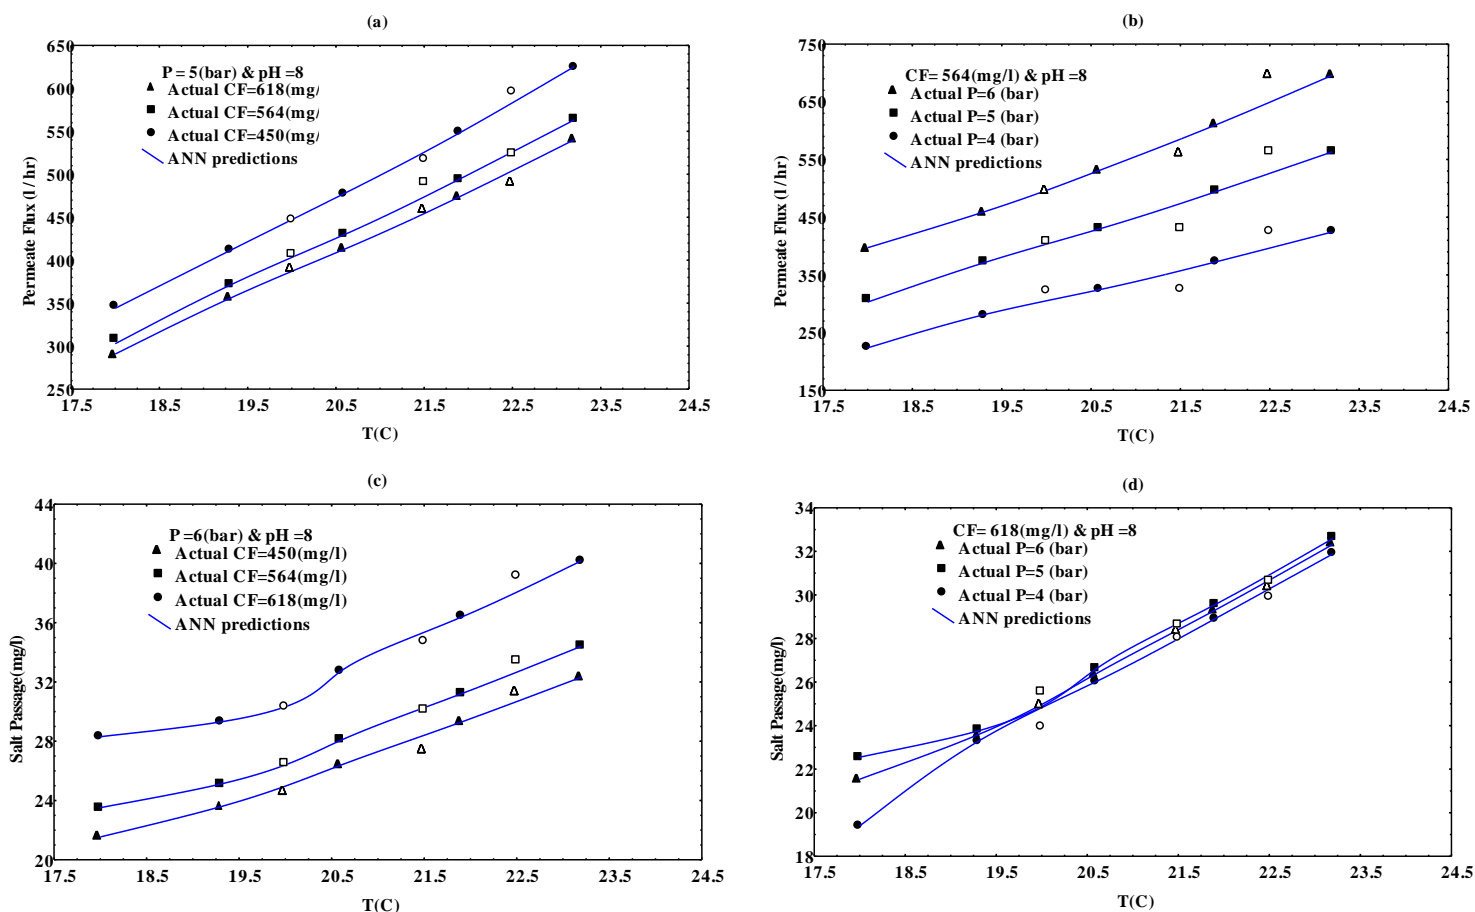 (a)
650
600
550
500
450
400
350
300
250
Permeate Flux (l / hr)
P = 5(bar) & pH =8
Actual CF=618(mg/
Actual CF=564(mg/
Actual CF=450(mg/
ANN predictions
17.5 18.5 19.5 20.5 21.5 22.5 23.5 24.5
T(C)
(b)
750
650
550
450
350
250
150
Permeate Flux (l / hr)
CF= 564(mg/l) & pH=8
Actual P=6 (bar)
Actual P=5 (bar)
Actual P=4 (bar)
ANN predictions
17.5 18.5 19.5 20.5 21.5 22.5 23.5 24.5
T(C)
(c)
44
40
36
32
28
24
20
Salt Passage(mg/l)
P =6(bar) & pH =8
Actual CF=450(mg/l)
Actual CF=564(mg/l)
Actual CF=618(mg/l)
ANN predictions
17.5 18.5 19.5 20.5 21.5 22.5 23.5 24.5
T(C)
(d)
34
32
30
28
26
24
22
20
18
Salt Passage(mg/l)
CF= 618(mg/l) & pH =8
Actual P=6 (bar)
Actual P=5 (bar)
Actual P=4 (bar)
ANN predictions
17.5 18.5 19.5 20.5 21.5 22.5 23.5 24.5
T(C)